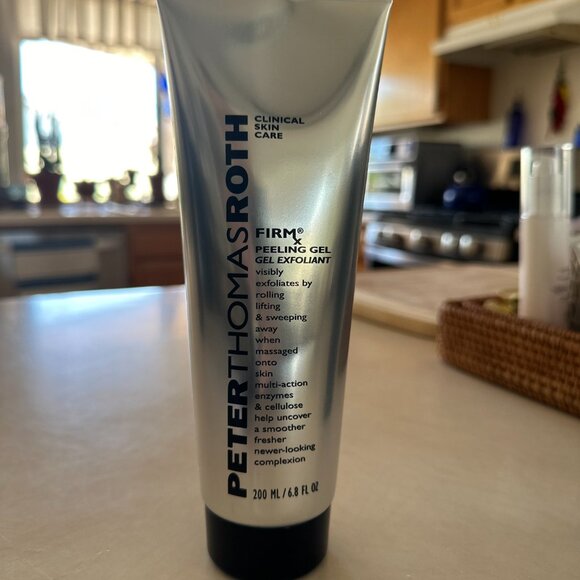 PETERTHOMASROTH
CLINICAL
SKIN
CARE
FIRMX®
PEELING GEL
GEL EXFOLIANT
visibly
exfoliates by
rolling
lifting
& sweeping
away
when
massaged
onto
skin
multi-action
enzymes
& cellulose
help uncover
a smoother
fresher
newer-looking
complexion
200 ML/6.8 FL OZ